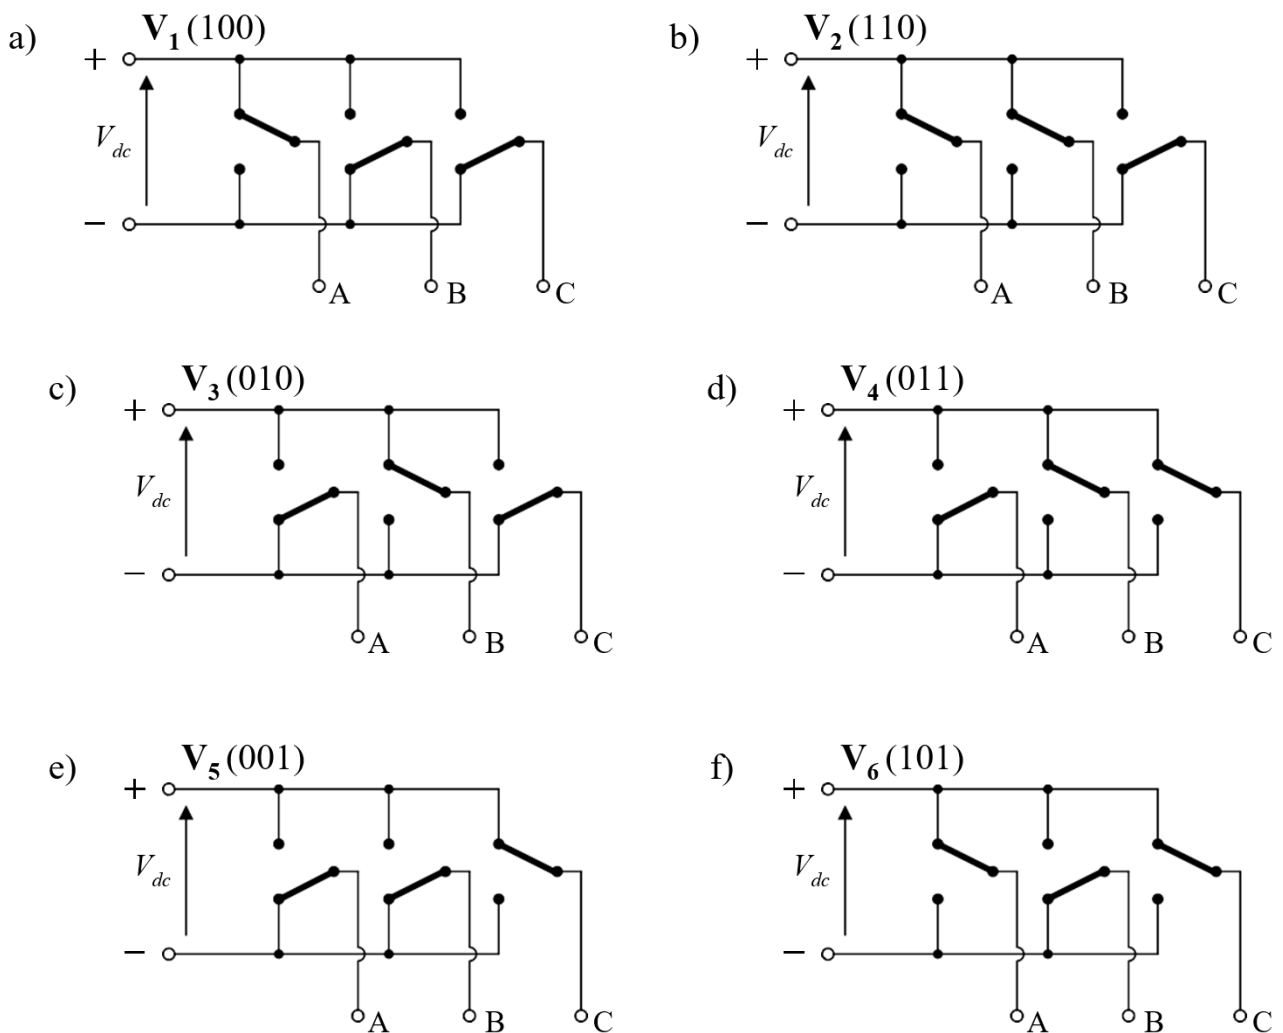 a) V1 (100)
+
Vdc
−
A B C
b) V2 (110)
+
Vdc
−
A B C
c) V3 (010)
+
Vdc
−
A B C
d) V4 (011)
+
Vdc
−
A B C
e) V5 (001)
+
Vdc
−
A B C
f) V6 (101)
+
Vdc
−
A B C